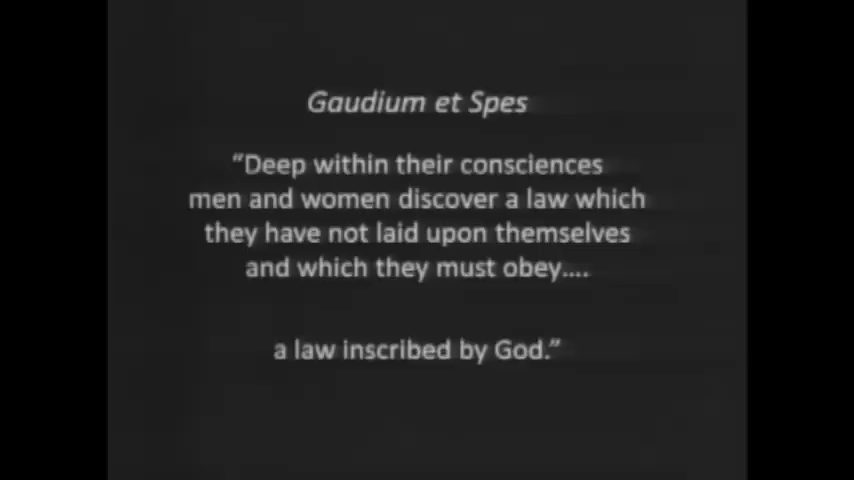 Gaudium et Spes
"Deep within their consciences
men and women discover a law which
they have not laid upon themselves
and which they must obey....
a law inscribed by God."